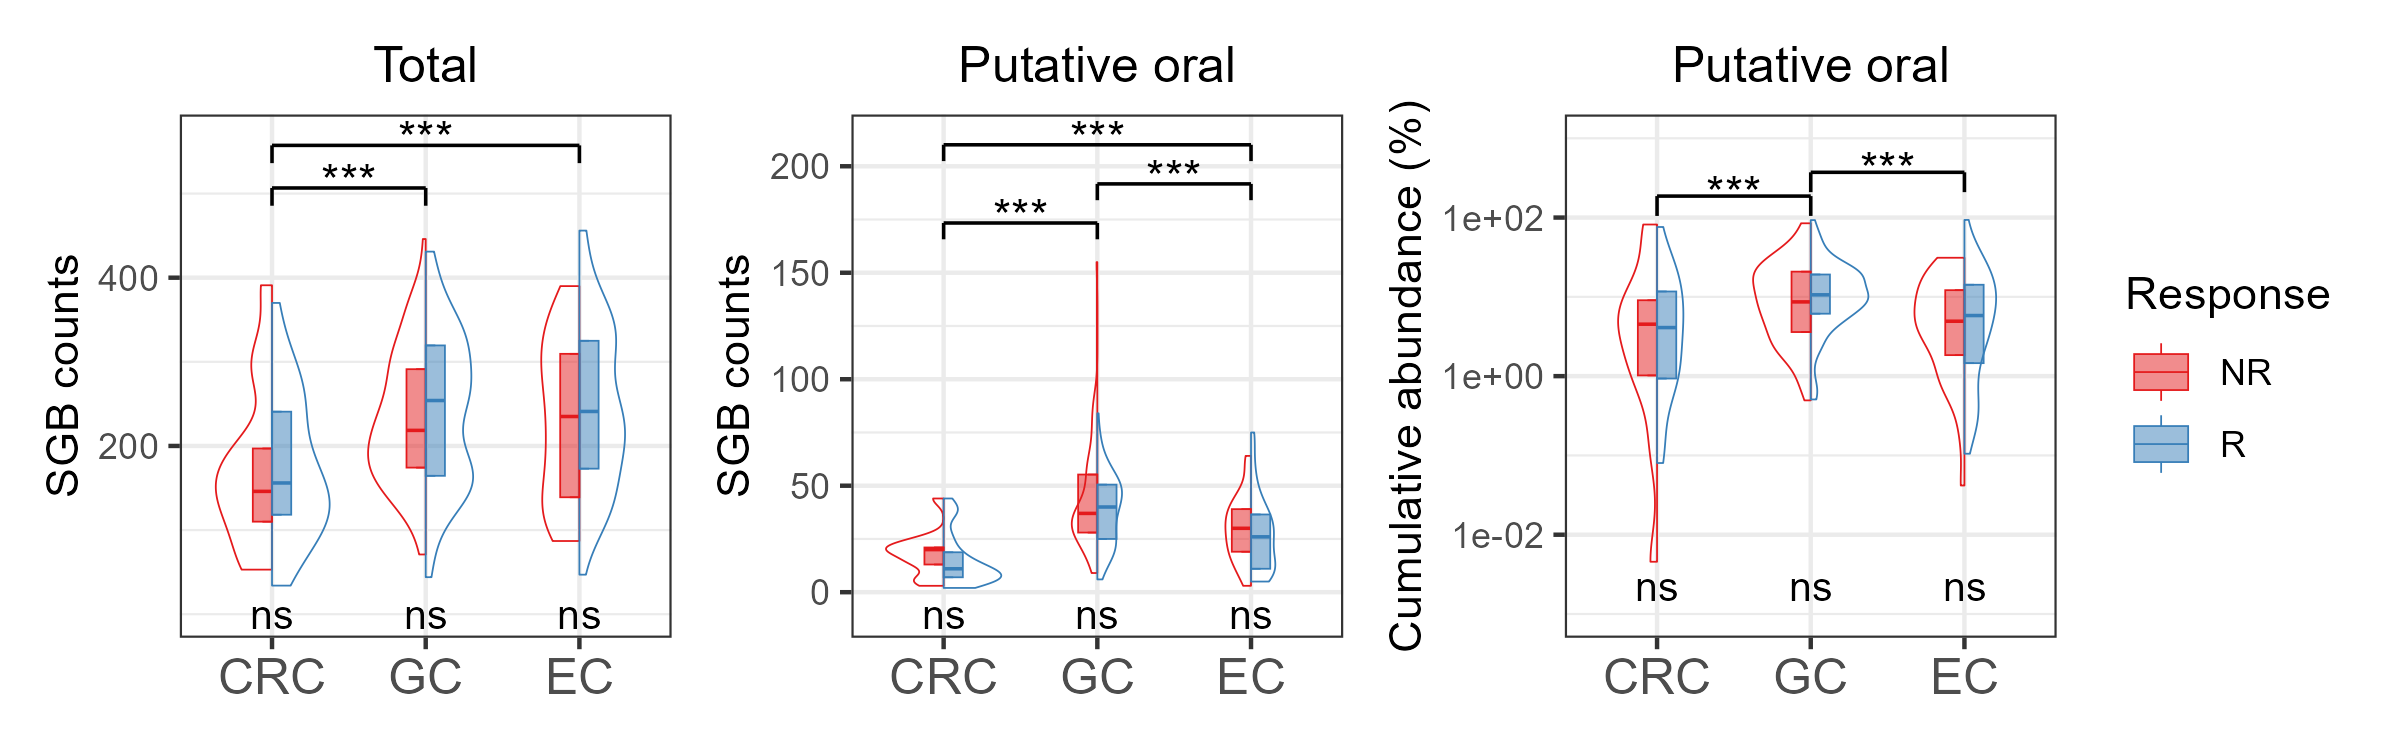 Total
SGB counts
400
200
***
***
ns ns ns
CRC GC EC
Putative oral
SGB counts
200
150
100
50
0
***
***
***
ns ns ns
CRC GC EC
Putative oral
Cumulative abundance (%)
1e+02
1e+00
1e-02
***
***
ns ns ns
CRC GC EC
Response
NR
R